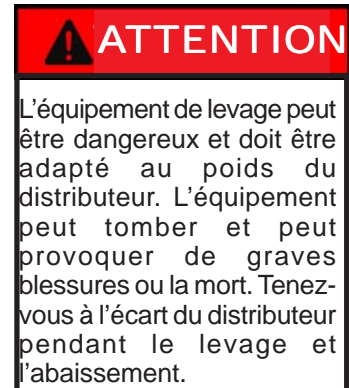 ATTENTION
L'équipement de levage peut
être dangereux et doit être
adapté au poids du
distributeur. L'équipement
peut tomber et peut
provoquer de graves
blessures ou la mort. Tenez-
vous à l'écart du distributeur
pendant le levage et
l'abaissement.